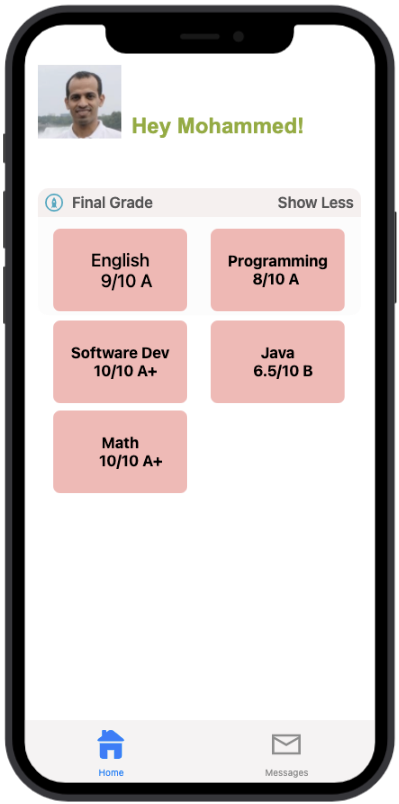 Hey Mohammed!
Final Grade Show Less
English
9/10 A
Programming
8/10 A
Software Dev
10/10 A+
Java
6.5/10 B
Math
10/10 A+
Home
Messages